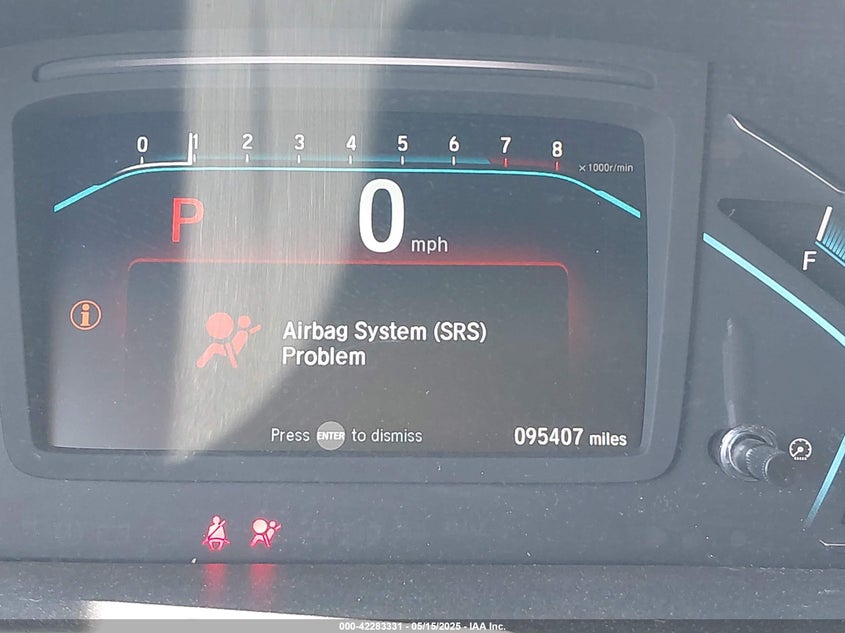 0 1 2 3 4 5 6 7 8
×1000r/min
P 0 mph
F
i
Airbag System (SRS)
Problem
Press ENTER to dismiss
095407 miles
000-42283331 - 05/15/2025 - IAA Inc.